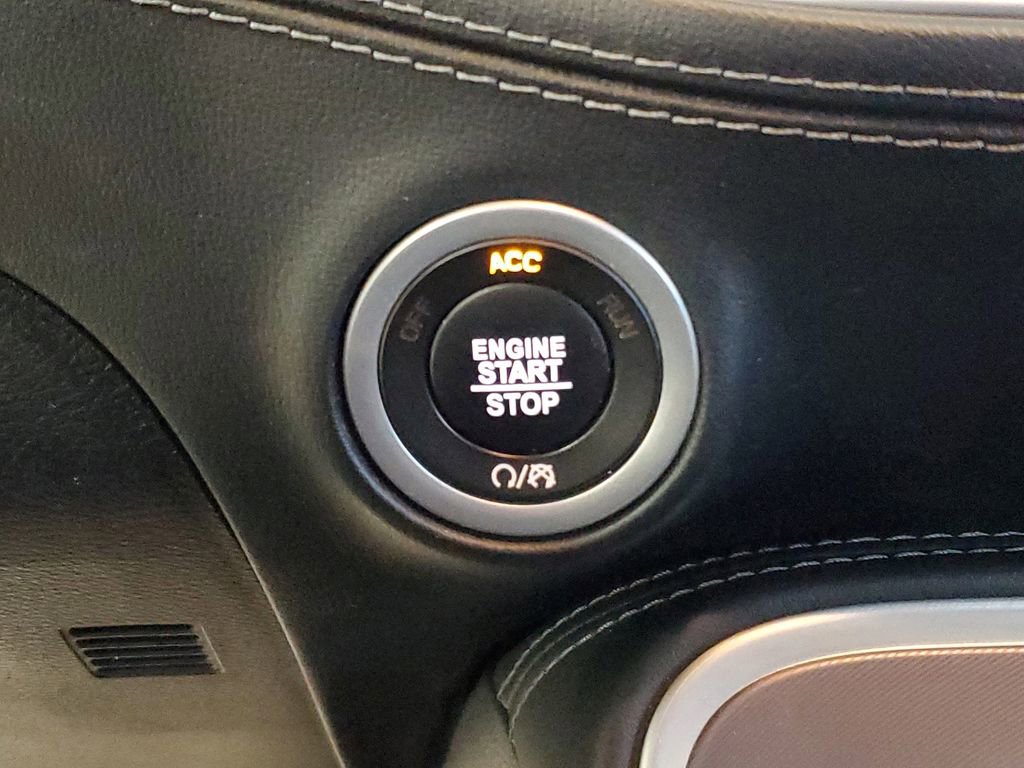 ACC
OFF
RUN
ENGINE
START
STOP